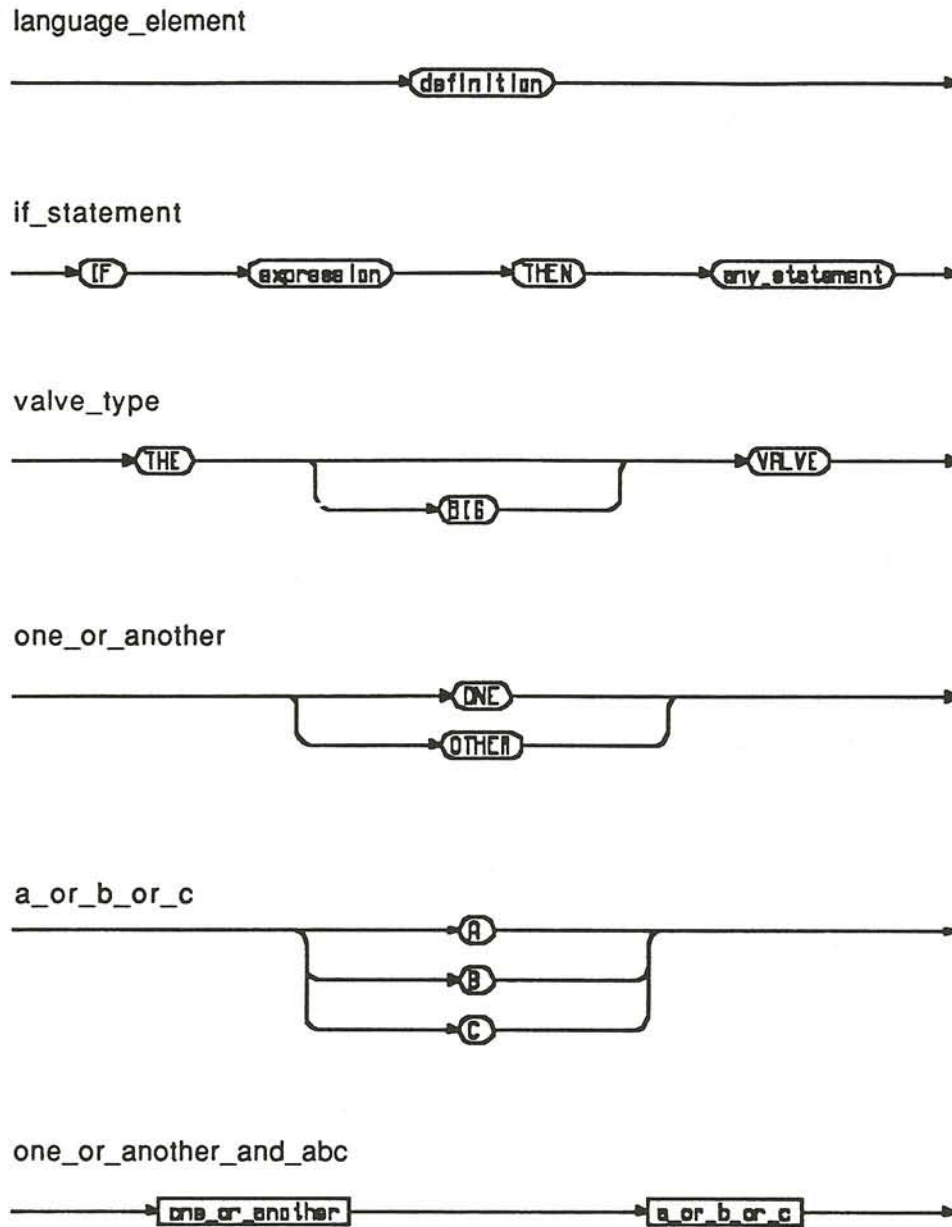 language_element
definition
if_statement
IF expression THEN any_statement
valve_type
THE VALVE
BIG
one_or_another
ONE
OTHER
a_or_b_or_c
A
B
C
one_or_another_and_abc
one_or_another a_or_b_or_c